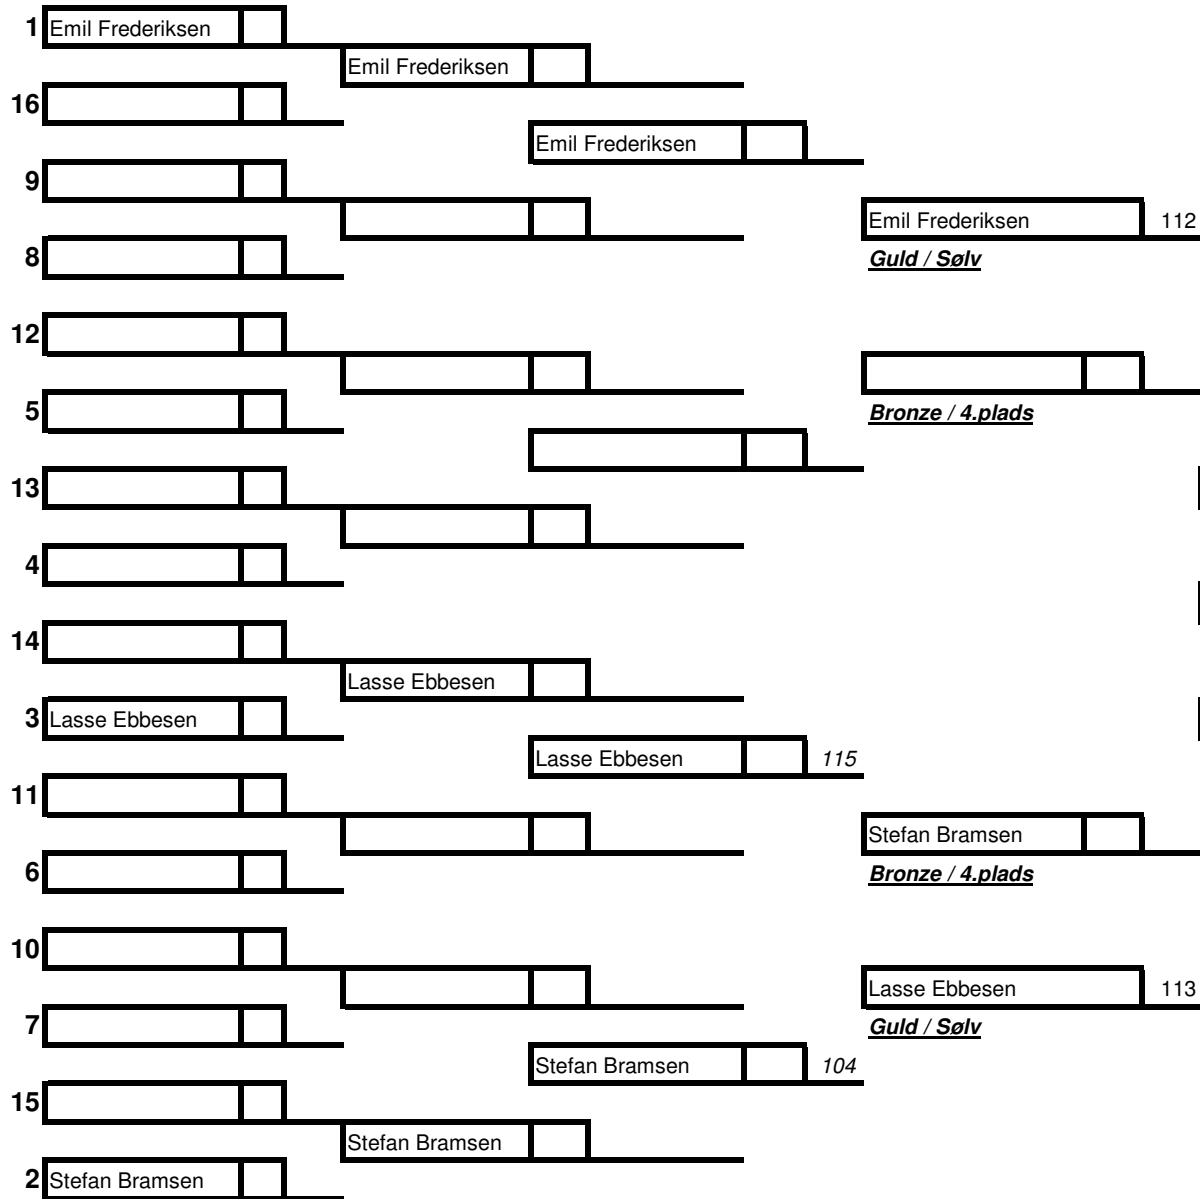 1 Emil Frederiksen
Emil Frederiksen
16
Emil Frederiksen
9
Emil Frederiksen 112
8
Guld / Sølv
12
5
Bronze / 4.plads
13
4
14
Lasse Ebbesen
3 Lasse Ebbesen
Lasse Ebbesen 115
11
Stefan Bramsen
6
Bronze / 4.plads
10
Lasse Ebbesen 113
7
Guld / Sølv
Stefan Bramsen 104
15
Stefan Bramsen
2 Stefan Bramsen